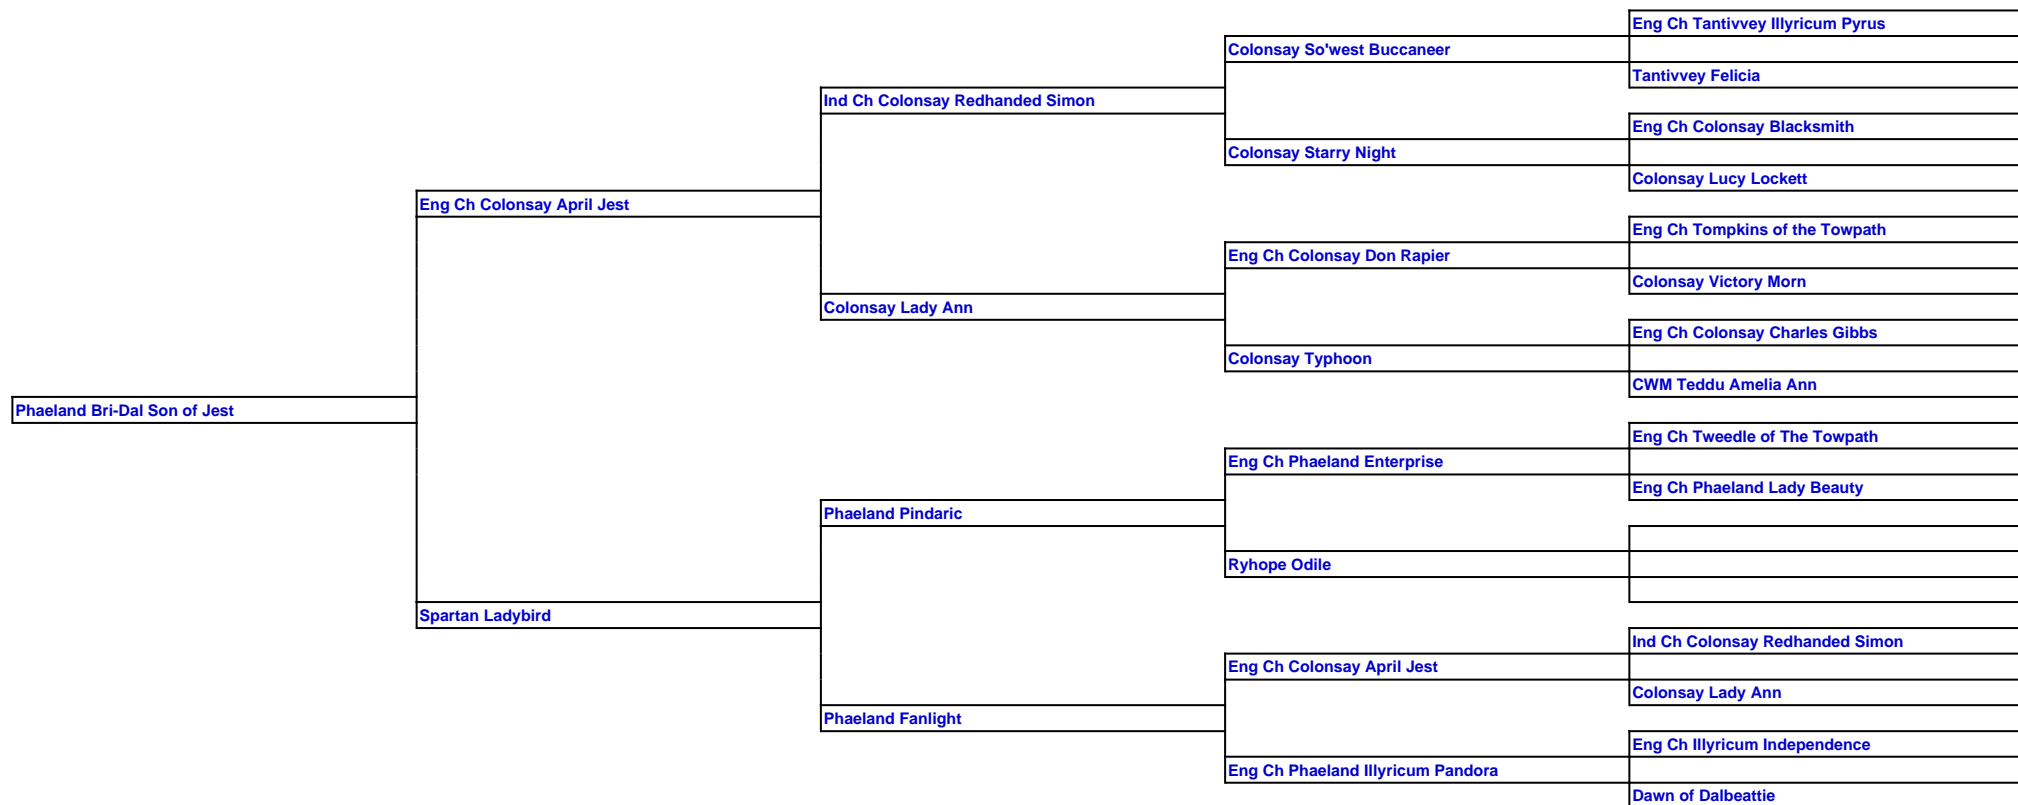 Eng Ch Tantivvey Illyricum Pyrus
Colonsay So'west Buccaneer
Tantivvey Felicia
Ind Ch Colonsay Redhanded Simon
Eng Ch Colonsay Blacksmith
Colonsay Starry Night
Colonsay Lucy Lockett
Eng Ch Colonsay April Jest
Eng Ch Tompkins of the Towpath
Eng Ch Colonsay Don Rapier
Colonsay Victory Morn
Colonsay Lady Ann
Eng Ch Colonsay Charles Gibbs
Colonsay Typhoon
CWM Teddu Amelia Ann
Phaeland Bri-Dal Son of Jest
Eng Ch Tweedle of The Towpath
Eng Ch Phaeland Enterprise
Eng Ch Phaeland Lady Beauty
Phaeland Pindaric
Ryhope Odile
Spartan Ladybird
Ind Ch Colonsay Redhanded Simon
Eng Ch Colonsay April Jest
Colonsay Lady Ann
Phaeland Fanlight
Eng Ch Illyricum Independence
Eng Ch Phaeland Illyricum Pandora
Dawn of Dalbeattie